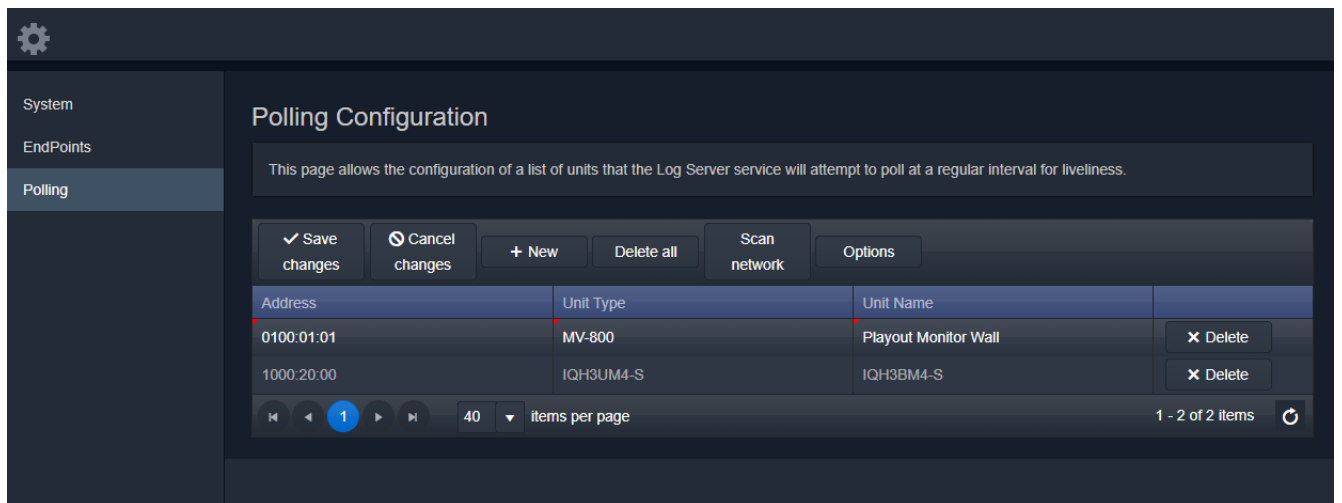 System
EndPoints
Polling
Polling Configuration
This page allows the configuration of a list of units that the Log Server service will attempt to poll at a regular interval for liveliness.
Save changes
Cancel changes
+ New
Delete all
Scan network
Options
Address Unit Type Unit Name
0100:01:01 MV-800 Playout Monitor Wall Delete
1000:20:00 IQH3UM4-S IQH3BM4-S Delete
1 40 items per page 1 - 2 of 2 items